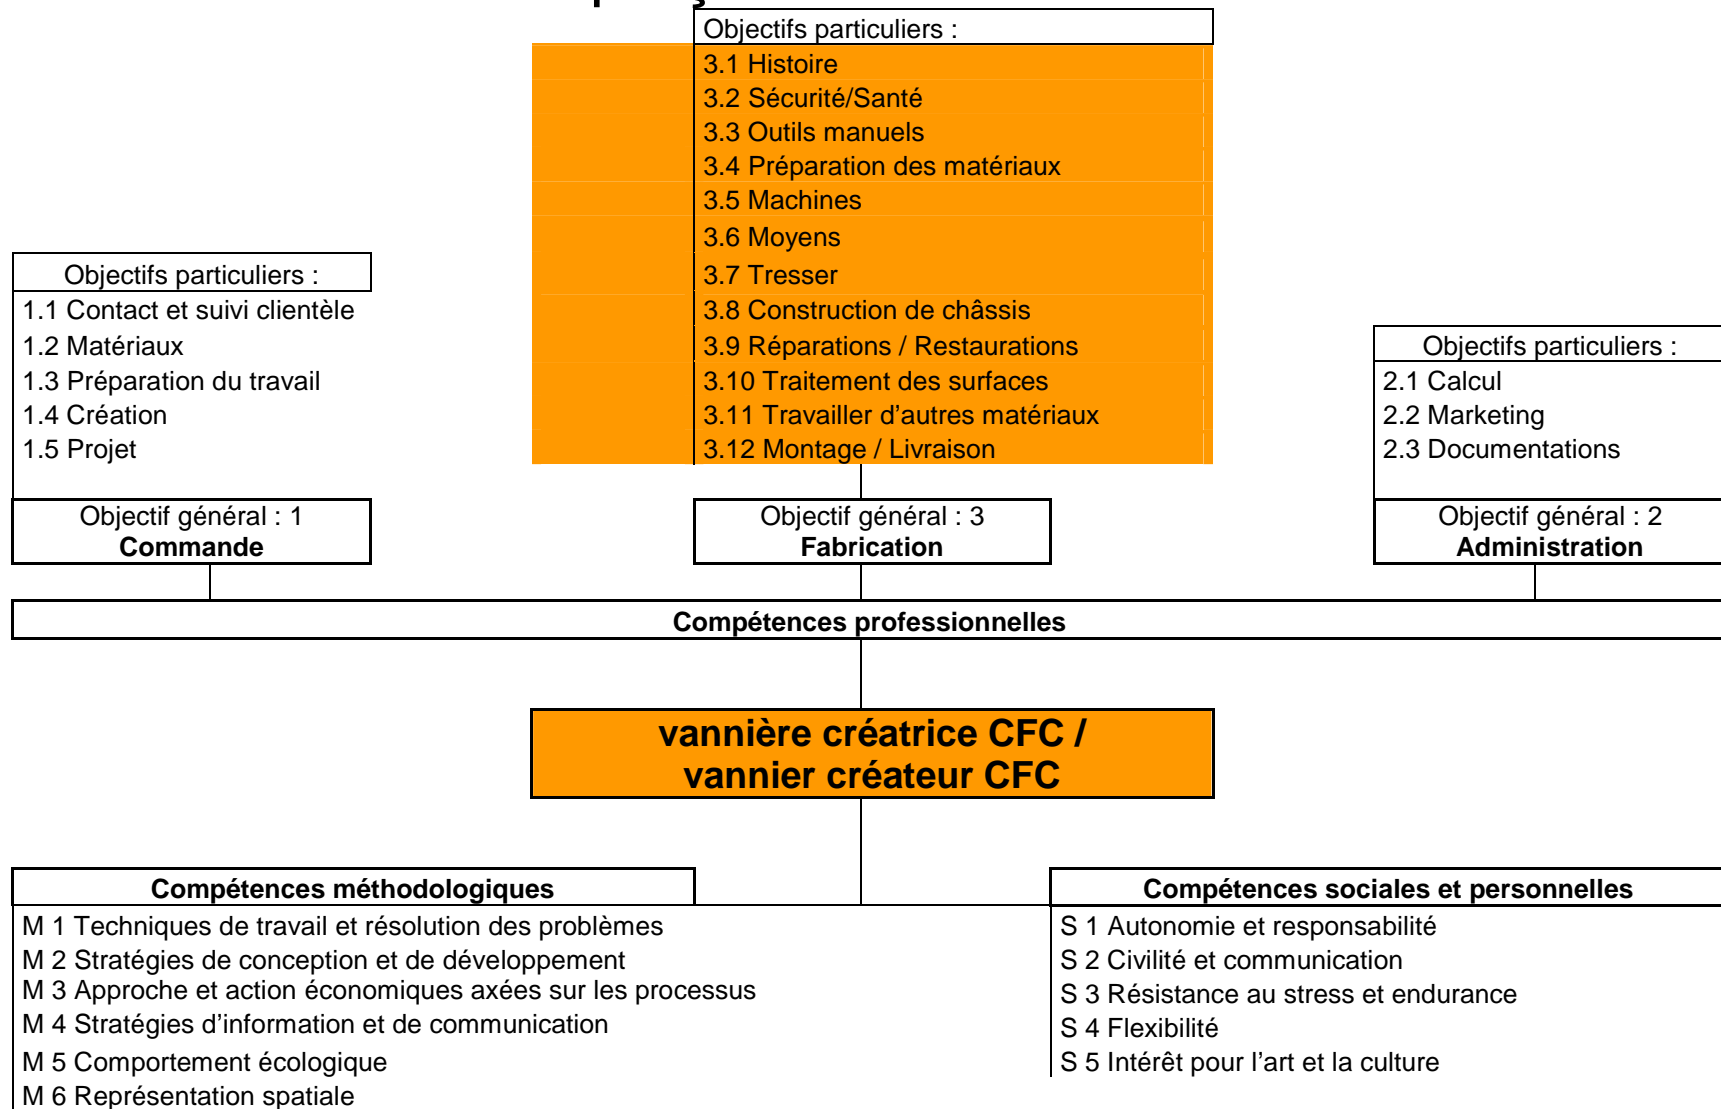 Objectifs particuliers :
3.1 Histoire
3.2 Sécurité/Santé
3.3 Outils manuels
3.4 Préparation des matériaux
3.5 Machines
3.6 Moyens
3.7 Tresser
3.8 Construction de châssis
3.9 Réparations / Restaurations
3.10 Traitement des surfaces
3.11 Travailler d’autres matériaux
3.12 Montage / Livraison
Objectifs particuliers :
1.1 Contact et suivi clientèle
1.2 Matériaux
1.3 Préparation du travail
1.4 Création
1.5 Projet
Objectifs particuliers :
2.1 Calcul
2.2 Marketing
2.3 Documentations
Objectif général : 1
Commande
Objectif général : 3
Fabrication
Objectif général : 2
Administration
Compétences professionnelles
vannière créatrice CFC /
vannier créateur CFC
Compétences méthodologiques
M 1 Techniques de travail et résolution des problèmes
M 2 Stratégies de conception et de développement
M 3 Approche et action économiques axées sur les processus
M 4 Stratégies d’information et de communication
M 5 Comportement écologique
M 6 Représentation spatiale
Compétences sociales et personnelles
S 1 Autonomie et responsabilité
S 2 Civilité et communication
S 3 Résistance au stress et endurance
S 4 Flexibilité
S 5 Intérêt pour l’art et la culture